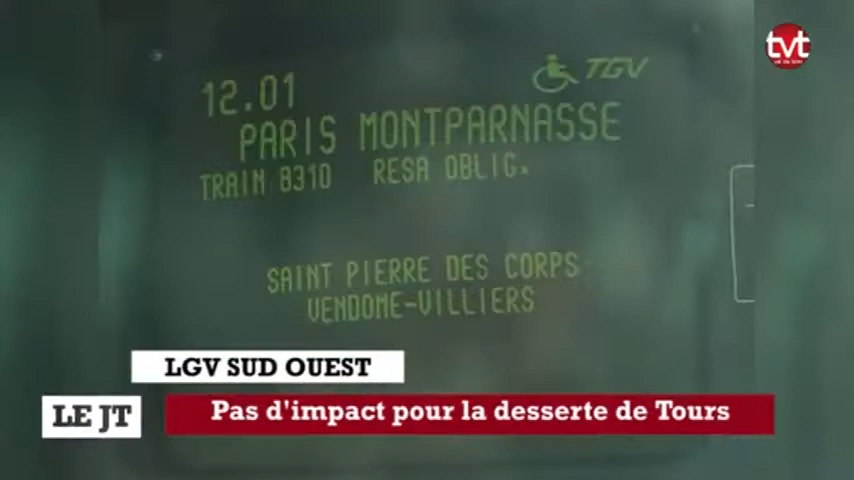 tvt
12.01
TGV
PARIS MONTPARNASSE
TRAIN 8310 RESA OBLIG.
SAINT PIERRE DES CORPS
VENDOME-VILLIERS
LGV SUD OUEST
LE JT
Pas d'impact pour la desserte de Tours